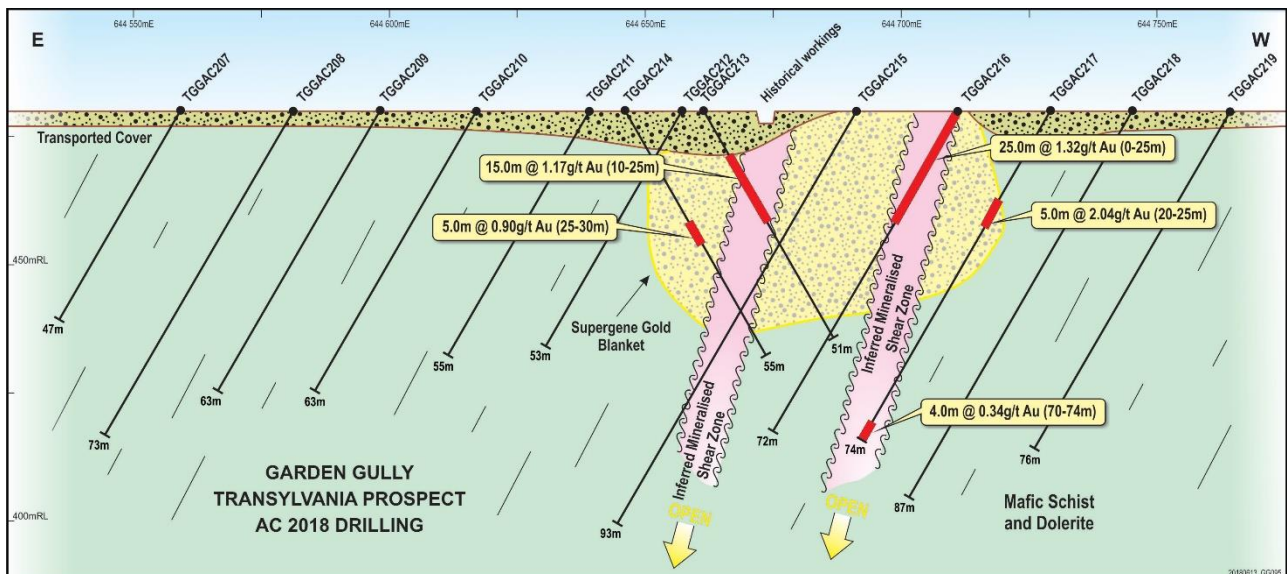 644 550mE
644 600mE
644 650mE
644 700mE
644 750mE
E
W
TGGAC207
TGGAC208
TGGAC209
TGGAC210
TGGAC211
TGGAC214
TGGAC212
TGGAC213
Historical workings
TGGAC215
TGGAC216
TGGAC217
TGGAC218
TGGAC219
Transported Cover
15.0m @ 1.17g/t Au (10-25m)
25.0m @ 1.32g/t Au (0-25m)
5.0m @ 0.90g/t Au (25-30m)
5.0m @ 2.04g/t Au (20-25m)
450mRL
Supergene Gold
Blanket
Inferred Mineralised
Shear Zone
47m
55m
53m
51m
55m
63m
63m
73m
72m
74m
4.0m @ 0.34g/t Au (70-74m)
76m
Inferred Mineralised
Shear Zone
GARDEN GULLY
TRANSYLVANIA PROSPECT
AC 2018 DRILLING
87m
Mafic Schist
and Dolerite
400mRL
93m
OPEN
OPEN
20180613_GG095